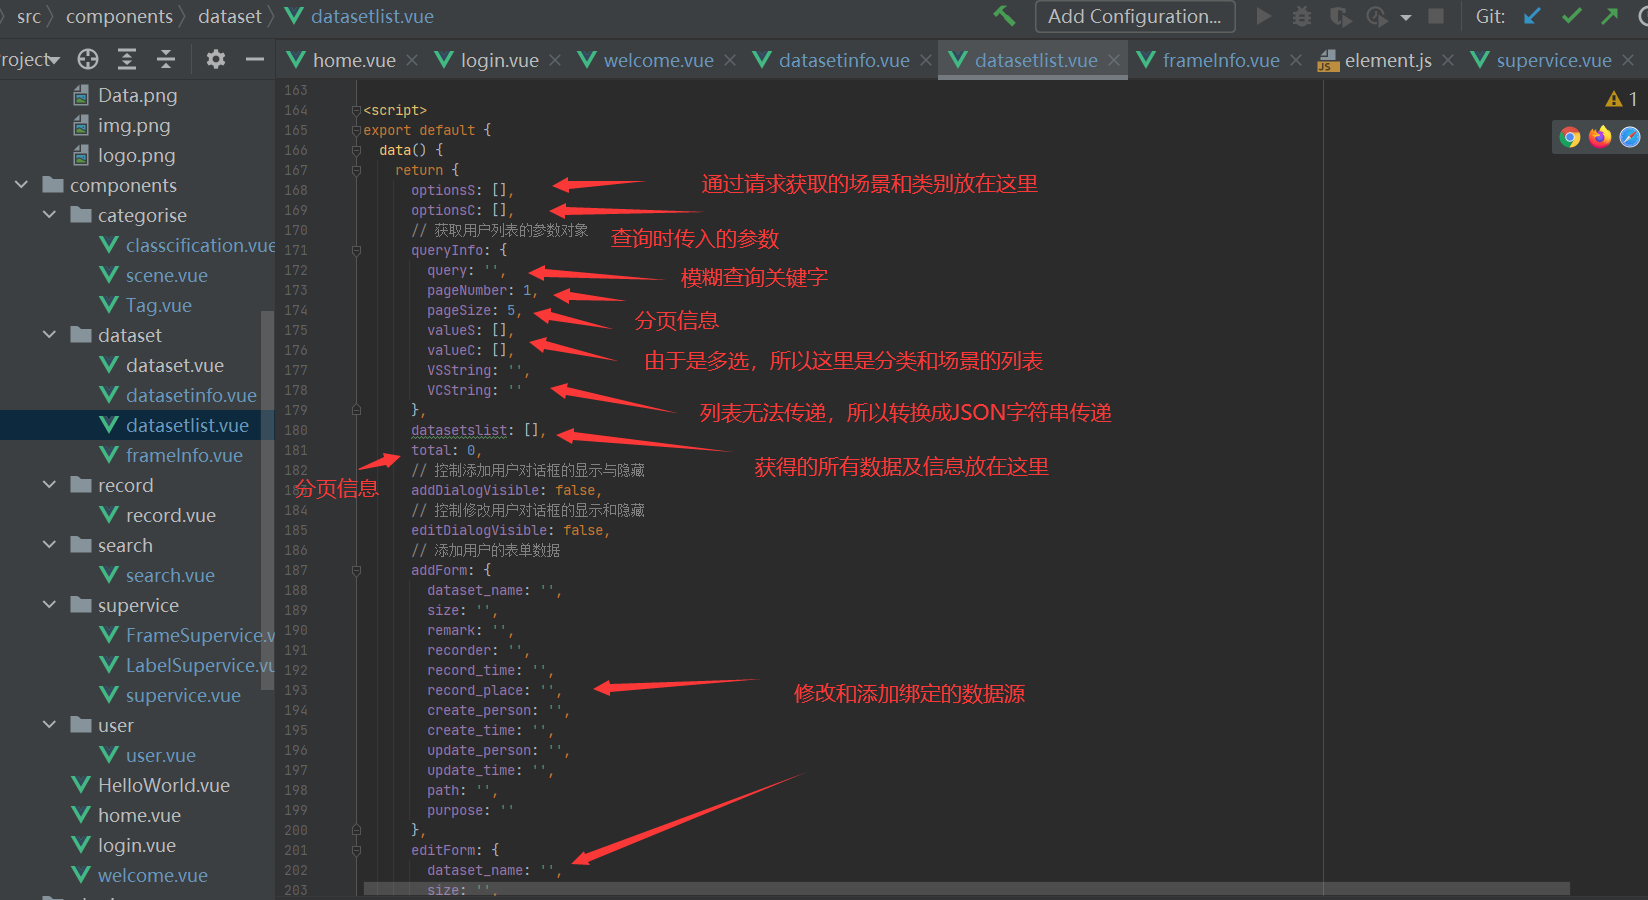 src components dataset datasetlist.vue
Add Configuration...
Git:
roject
home.vue
login.vue
welcome.vue
datasetinfo.vue
datasetlist.vue
frameInfo.vue
element.js
supervice.vue
1
Data.png
img.png
logo.png
components
categorise
classcification.vue
scene.vue
Tag.vue
dataset
dataset.vue
datasetinfo.vue
datasetlist.vue
frameInfo.vue
record
record.vue
search
search.vue
supervice
FrameSupervice.v
LabelSupervice.vu
supervice.vue
user
user.vue
HelloWorld.vue
home.vue
login.vue
welcome.vue
163
164 <script>
165 export default {
166 data() {
167 return {
168 optionsS: [],
通过请求获取的场景和类别放在这里
169 optionsC: [],
170 // 获取用户列表的参数对象
查询时传入的参数
171 queryInfo: {
172 query: '',
模糊查询关键字
173 pageNumber: 1,
174 pageSize: 5,
分页信息
175 valueS: [],
176 valueC: [],
由于是多选，所以这里是分类和场景的列表
177 VSString: '',
178 VCString: ''
179 },
列表无法传递，所以转换成JSON字符串传递
180 datasetslist: [],
181 total: 0,
182 // 控制添加用户对话框的显示与隐藏
获得的所有数据及信息放在这里
分页信息
addDialogVisible: false,
184 // 控制修改用户对话框的显示和隐藏
185 editDialogVisible: false,
186 // 添加用户的表单数据
187 addForm: {
188 dataset_name: '',
189 size: '',
190 remark: '',
191 recorder: '',
192 record_time: '',
193 record_place: '',
修改和添加绑定的数据源
194 create_person: '',
195 create_time: '',
196 update_person: '',
197 update_time: '',
198 path: '',
199 purpose: ''
200 },
201 editForm: {
202 dataset_name: '',
203 size: '',